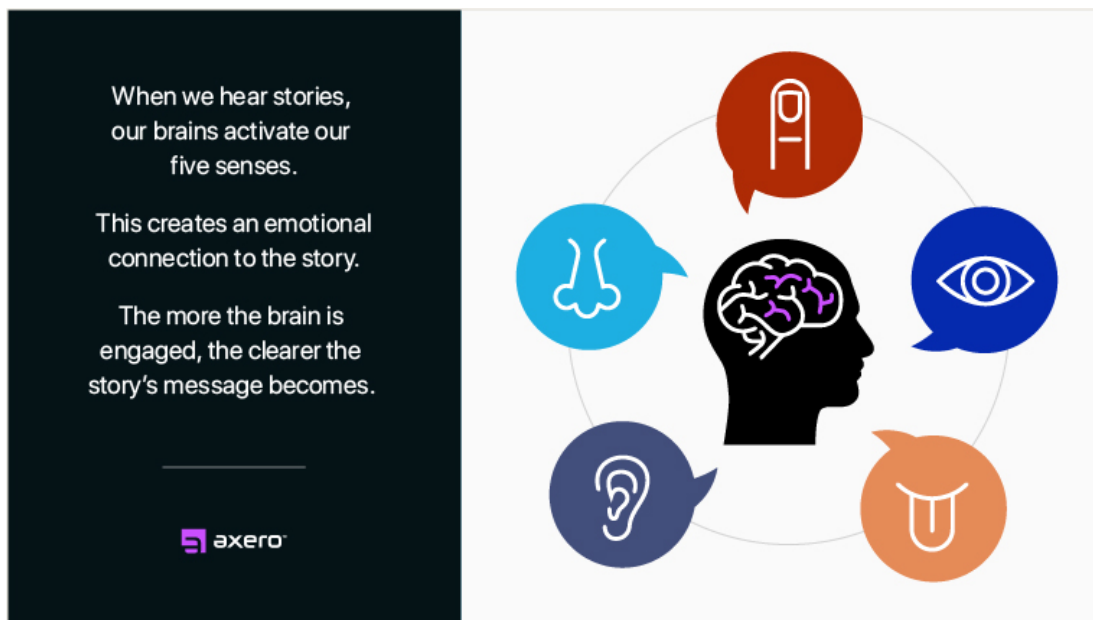 When we hear stories,
our brains activate our
five senses.
This creates an emotional
connection to the story.
The more the brain is
engaged, the clearer the
story’s message becomes.
axero™